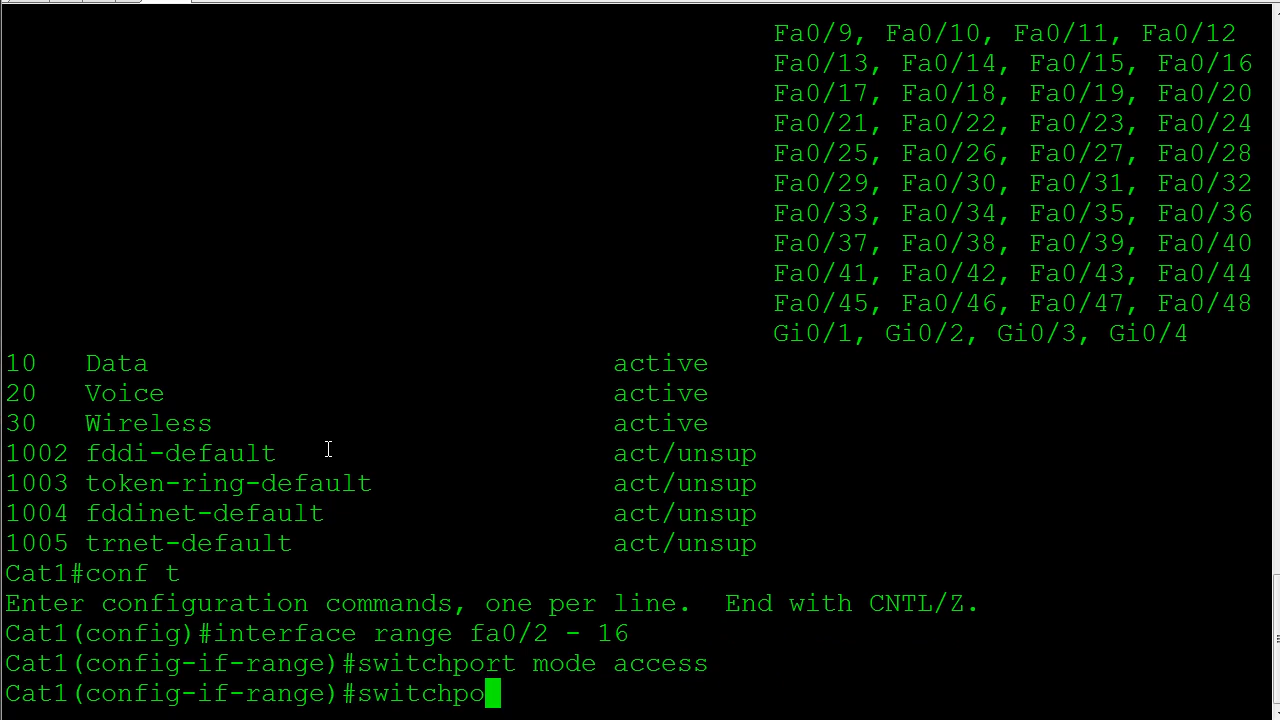 Fa0/9, Fa0/10, Fa0/11, Fa0/12
Fa0/13, Fa0/14, Fa0/15, Fa0/16
Fa0/17, Fa0/18, Fa0/19, Fa0/20
Fa0/21, Fa0/22, Fa0/23, Fa0/24
Fa0/25, Fa0/26, Fa0/27, Fa0/28
Fa0/29, Fa0/30, Fa0/31, Fa0/32
Fa0/33, Fa0/34, Fa0/35, Fa0/36
Fa0/37, Fa0/38, Fa0/39, Fa0/40
Fa0/41, Fa0/42, Fa0/43, Fa0/44
Fa0/45, Fa0/46, Fa0/47, Fa0/48
Gi0/1, Gi0/2, Gi0/3, Gi0/4
10 Data active
20 Voice active
30 Wireless active
1002 fddi-default act/unsup
1003 token-ring-default act/unsup
1004 fddinet-default act/unsup
1005 trnet-default act/unsup
Cat1#conf t
Enter configuration commands, one per line. End with CNTL/Z.
Cat1(config)#interface range fa0/2 - 16
Cat1(config-if-range)#switchport mode access
Cat1(config-if-range)#switchpo